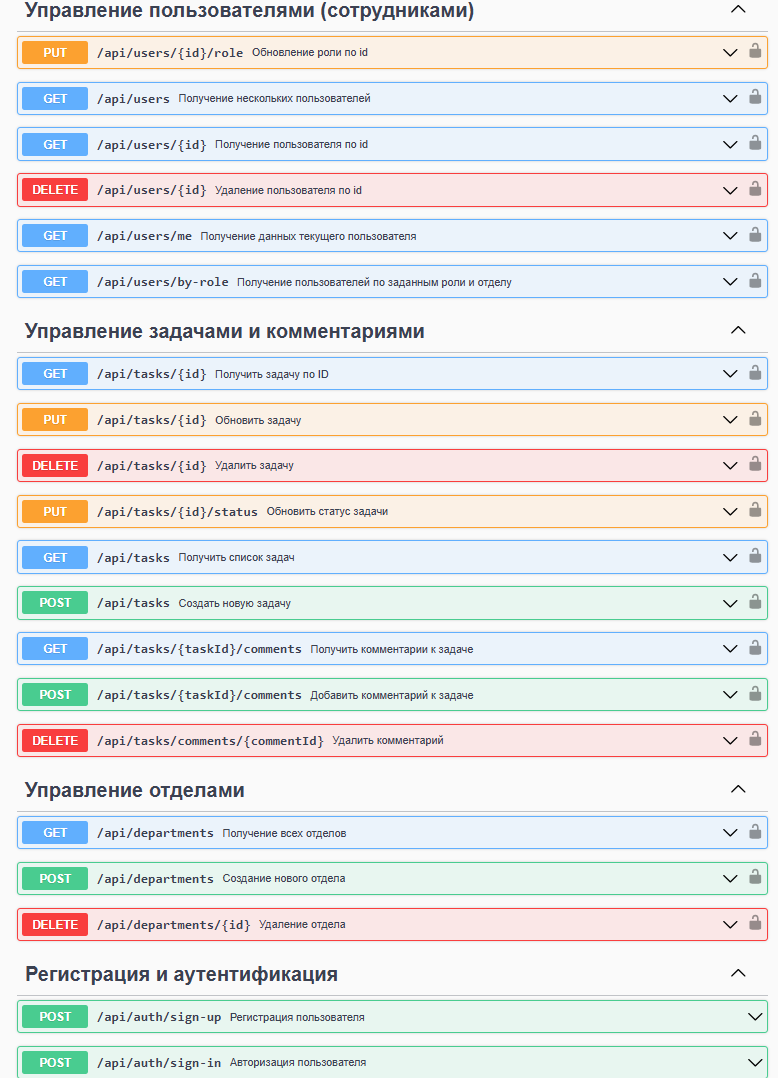 Управление пользователями (сотрудниками)
PUT /api/users/{id}/role Обновление роли по id
GET /api/users Получение нескольких пользователей
GET /api/users/{id} Получение пользователя по id
DELETE /api/users/{id} Удаление пользователя по id
GET /api/users/me Получение данных текущего пользователя
GET /api/users/by-role Получение пользователей по заданным роли и отделу
Управление задачами и комментариями
GET /api/tasks/{id} Получить задачу по ID
PUT /api/tasks/{id} Обновить задачу
DELETE /api/tasks/{id} Удалить задачу
PUT /api/tasks/{id}/status Обновить статус задачи
GET /api/tasks Получить список задач
POST /api/tasks Создать новую задачу
GET /api/tasks/{taskId}/comments Получить комментарии к задаче
POST /api/tasks/{taskId}/comments Добавить комментарий к задаче
DELETE /api/tasks/comments/{commentId} Удалить комментарий
Управление отделами
GET /api/departments Получение всех отделов
POST /api/departments Создание нового отдела
DELETE /api/departments/{id} Удаление отдела
Регистрация и аутентификация
POST /api/auth/sign-up Регистрация пользователя
POST /api/auth/sign-in Авторизация пользователя